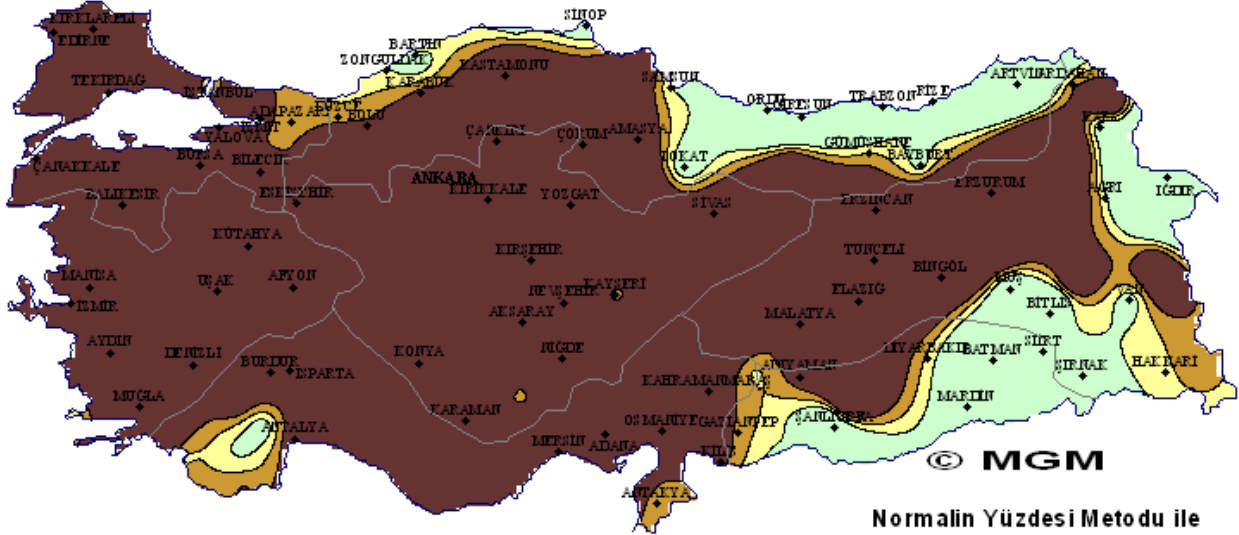 SİNOP
KIRKLARELİ
EDİRNE
BARTIN
ZONGULDAK
KASTAMONU
TEKİRDAĞ
İSTANBUL
KARABÜK
SAMSUN
ARTVİN
ARDAHAN
RİZE
TRABZON
ORDU
GİRESUN
ADAPAZARI
DÜZCE
BOLU
İZMİT
YALOVA
ÇANKIRI
ÇORUM
AMASYA
TOKAT
GÜMÜŞHANE
BAYBURT
KARS
ÇANAKKALE
BURSA
BİLECİK
ANKARA
ESKİŞEHİR
KIRIKKALE
YOZGAT
SİVAS
ERZİNCAN
ERZURUM
AĞRI
IĞDIR
BALIKESİR
KÜTAHYA
KIRŞEHİR
TUNCELİ
BİNGÖL
MUŞ
MANİSA
UŞAK
AFYON
NEVŞEHİR
KAYSERİ
ELAZIĞ
VAN
BİTLİS
İZMİR
AKSARAY
MALATYA
AYDIN
DENİZLİ
BURDUR
ISPARTA
KONYA
NİĞDE
ADIYAMAN
DİYARBAKIR
BATMAN
SİİRT
ŞIRNAK
HAKKARİ
KAHRAMANMARAŞ
MUĞLA
KARAMAN
MARDİN
ANTALYA
MERSİN
ADANA
OSMANİYE
GAZİANTEP
ŞANLIURFA
KİLİS
ANTAKYA
© MGM
Normalin Yüzdesi Metodu ile